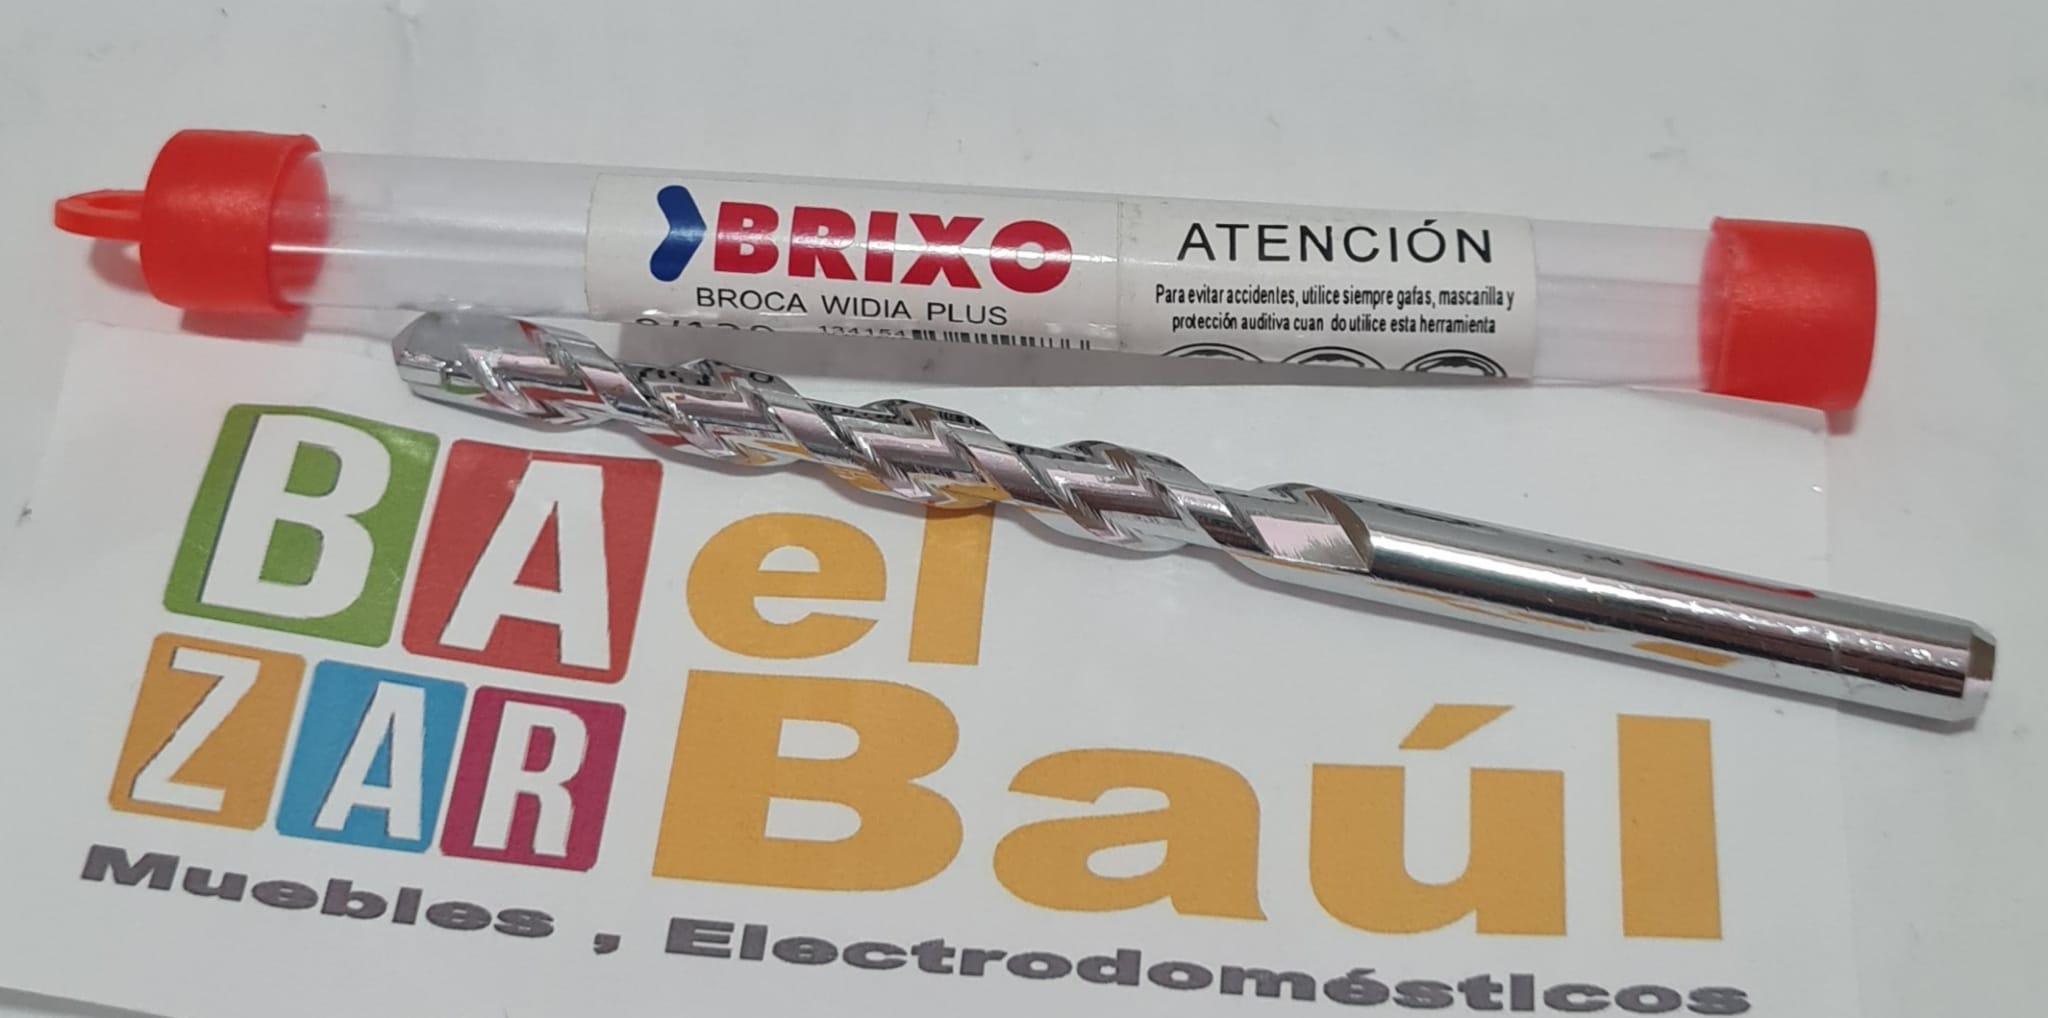 BRIXO
BROCA WIDIA PLUS
134154
ATENCIÓN
Para evitar accidentes, utilice siempre gafas, mascarilla y
protección auditiva cuan do utilice esta herramienta
BA
ZAR
el
Baúl
Muebles , Electrodomésticos